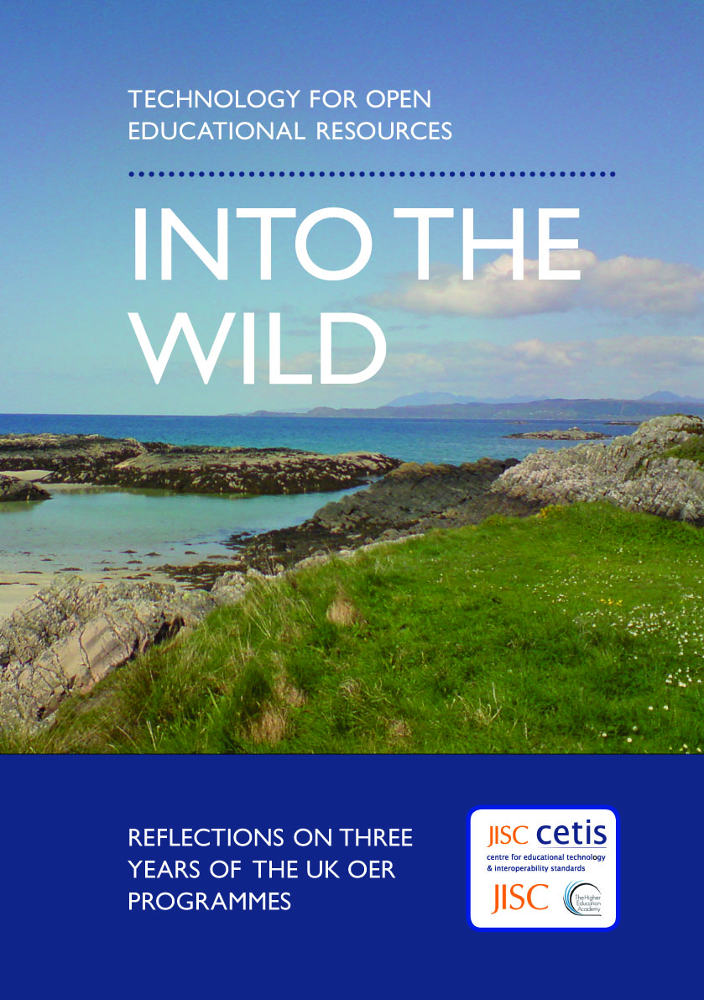 TECHNOLOGY FOR OPEN
EDUCATIONAL RESOURCES
INTO THE
WILD
REFLECTIONS ON THREE
YEARS OF THE UK OER
PROGRAMMES
JISC cetis
centre for educational technology
& interoperability standards
JISC
The Higher
Education
Academy